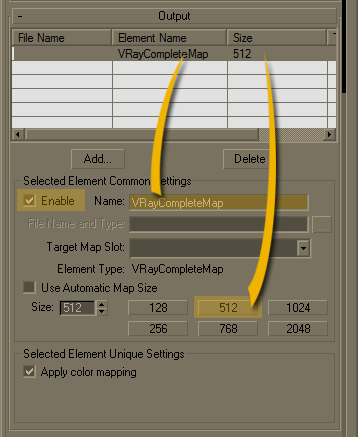 - Output
File Name Element Name Size T
VRayCompleteMap 512
Add... Delete
Selected Element Common Settings
Enable Name: VRayCompleteMap
File Name and Type: ...
Target Map Slot:
Element Type: VRayCompleteMap
Use Automatic Map Size
Size: 512 128 512 1024
256 768 2048
Selected Element Unique Settings
Apply color mapping